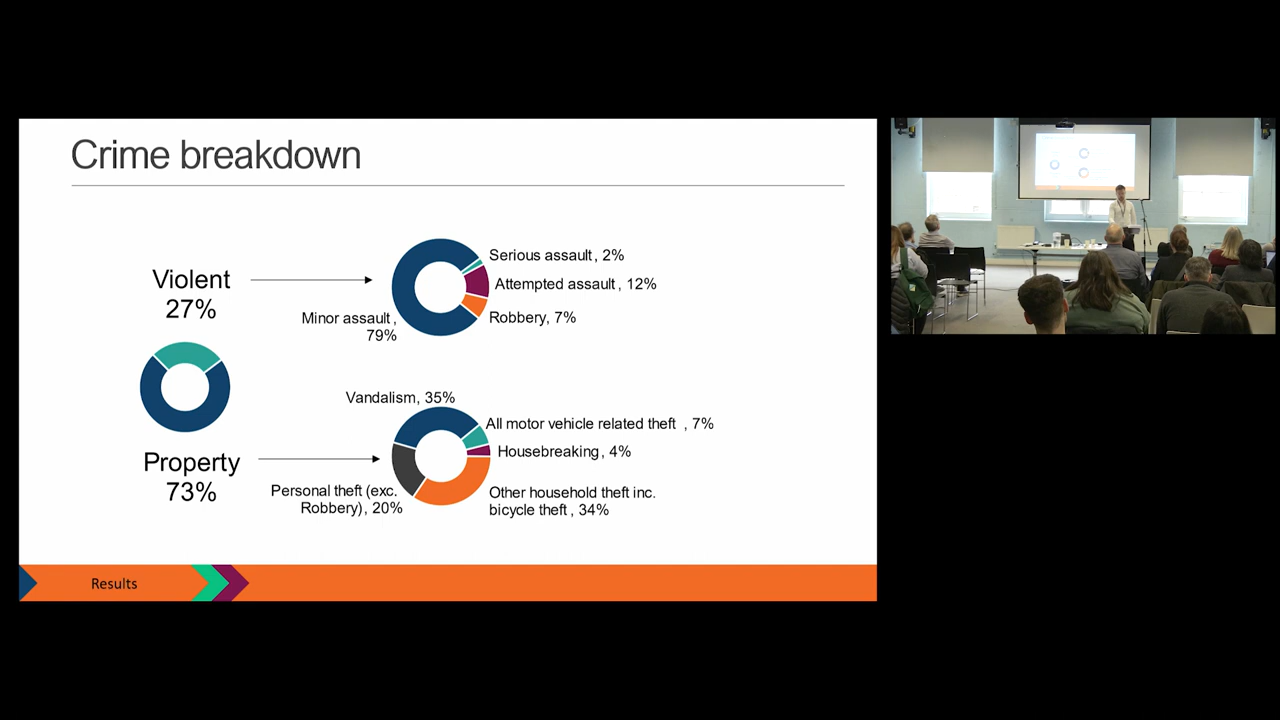 Crime breakdown
Violent
27%
Serious assault, 2%
Attempted assault, 12%
Robbery, 7%
Minor assault,
79%
Property
73%
Vandalism, 35%
All motor vehicle related theft , 7%
Housebreaking, 4%
Other household theft inc.
bicycle theft, 34%
Personal theft (exc.
Robbery), 20%
Results